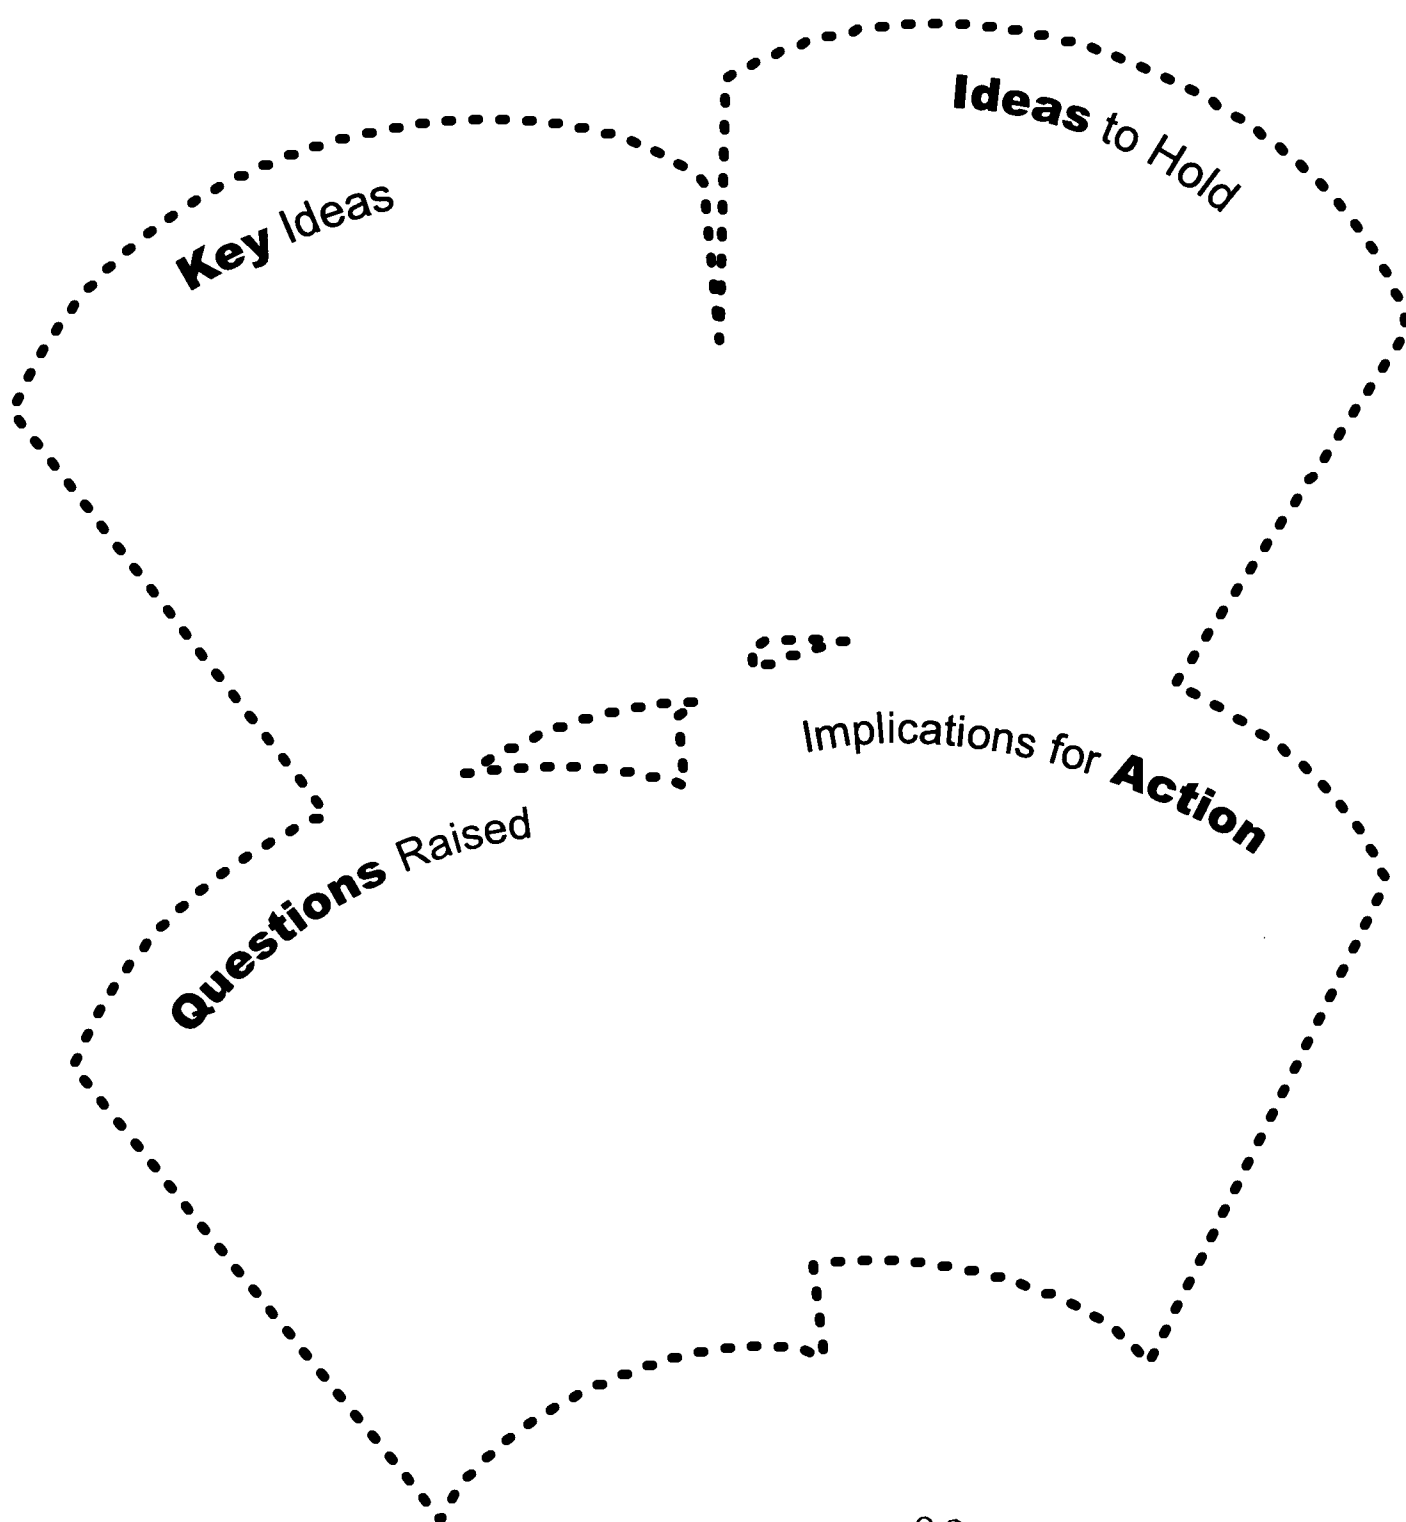 Key Ideas
Ideas to Hold
Questions Raised
Implications for Action